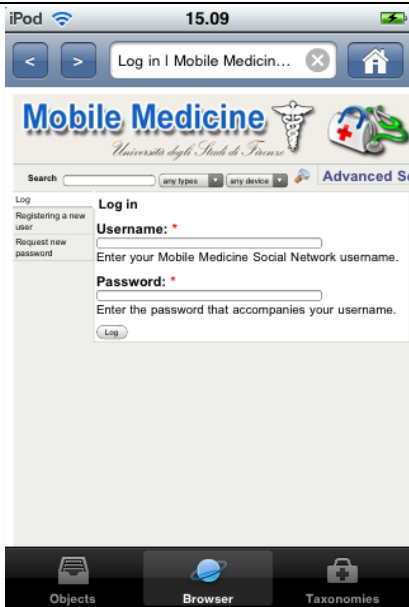 iPod 15.09
< > Log in l Mobile Medicin...
Mobile Medicine
Università degli Studi di Firenze
Search any types any device Advanced Se
Log
Registering a new
user
Request new
password
Log in
Username: *
Enter your Mobile Medicine Social Network username.
Password: *
Enter the password that accompanies your username.
Log
Objects Browser Taxonomies